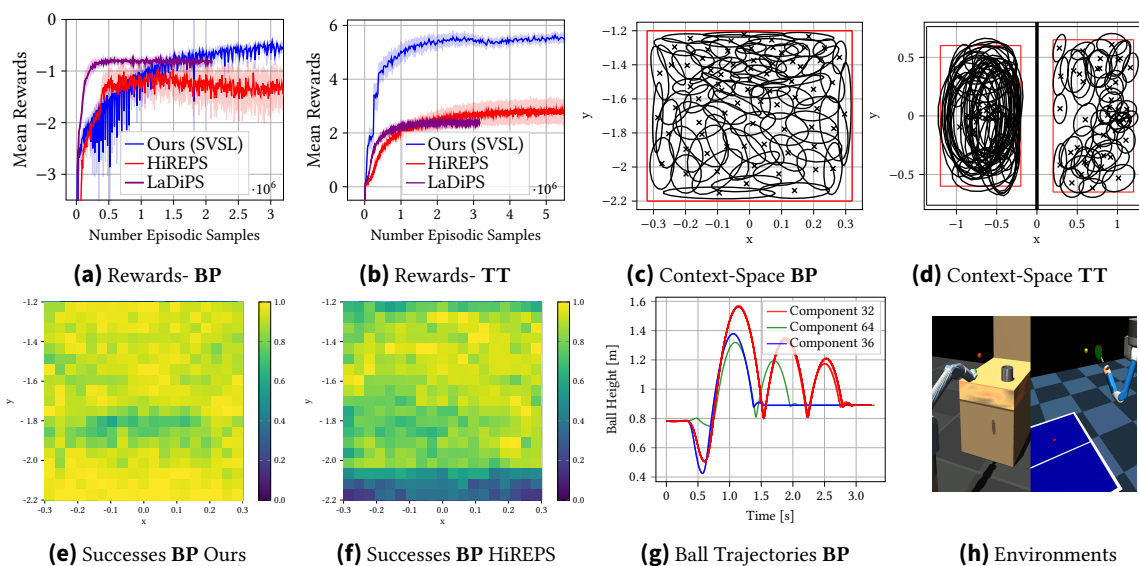 0
−1
−2
−3
Mean Rewards
Ours (SVSL)
HiREPS
LaDiPS
·10⁶
0 0.5 1 1.5 2 2.5 3
Number Episodic Samples
(a) Rewards- BP
6
4
2
0
Mean Rewards
Ours (SVSL)
HiREPS
LaDiPS
·10⁶
0 1 2 3 4 5
Number Episodic Samples
(b) Rewards- TT
−1.2
−1.4
−1.6
−1.8
−2
−2.2
y
−0.3 −0.2 −0.1 0 0.1 0.2 0.3
x
(c) Context-Space BP
0.5
0
−0.5
y
−1 0 1
x
(d) Context-Space TT
-1.2
-1.4
-1.6
-1.8
-2.0
-2.2
y
-0.3 -0.2 -0.1 0.0 0.1 0.2 0.3
x
1.0
0.8
0.6
0.4
0.2
0.0
(e) Successes BP Ours
-1.2
-1.4
-1.6
-1.8
-2.0
-2.2
y
-0.3 -0.2 -0.1 0.0 0.1 0.2 0.3
x
1.0
0.8
0.6
0.4
0.2
0.0
(f) Successes BP HiREPS
1.6
1.4
1.2
1.0
0.8
0.6
0.4
Ball Height [m]
Component 32
Component 64
Component 36
0.0 0.5 1.0 1.5 2.0 2.5 3.0
Time [s]
(g) Ball Trajectories BP
(h) Environments